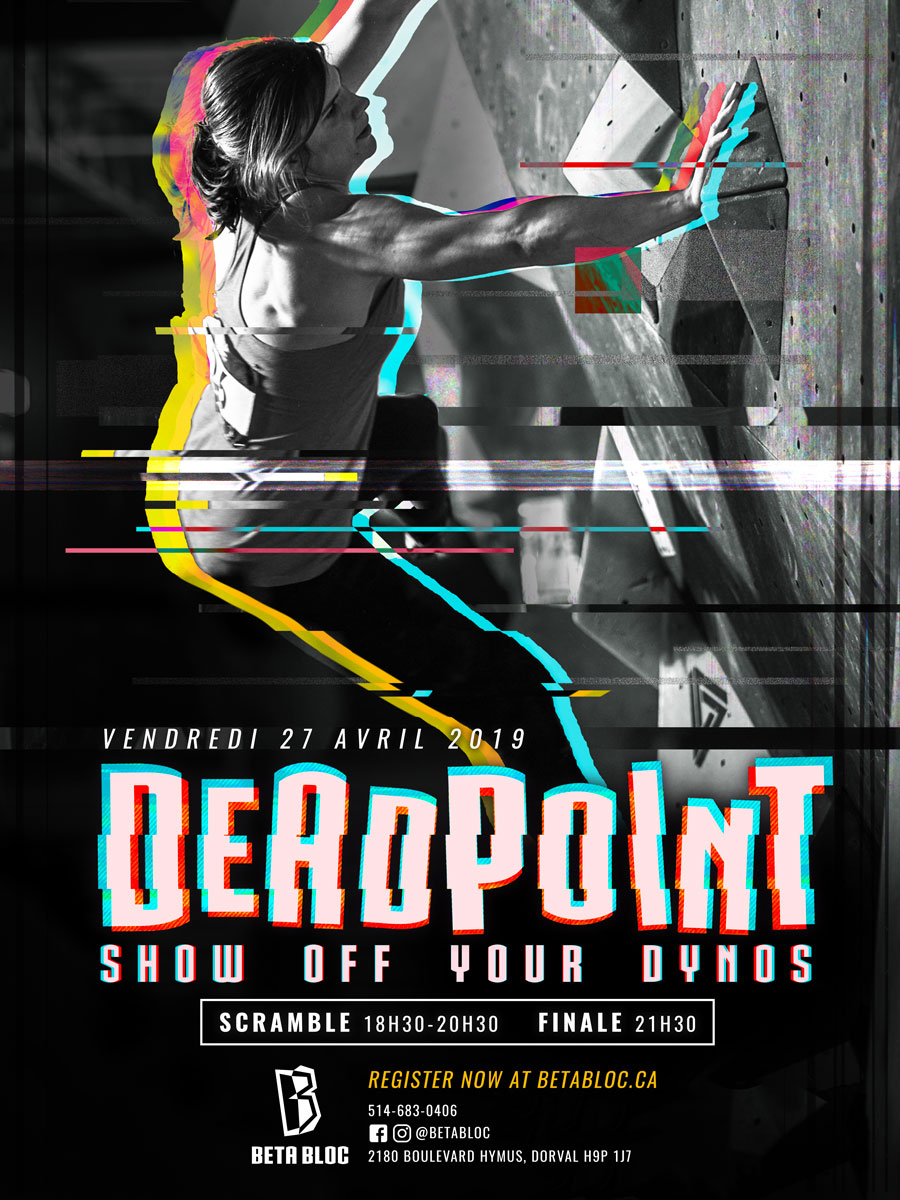 VENDREDI 27 AVRIL 2019
DEADPOINT
SHOW OFF YOUR DYNOS
SCRAMBLE 18H30-20H30 FINALE 21H30
REGISTER NOW AT BETABLOC.CA
514-683-0406
@BETABLOC
BETA BLOC
2180 BOULEVARD HYMUS, DORVAL H9P 1J7